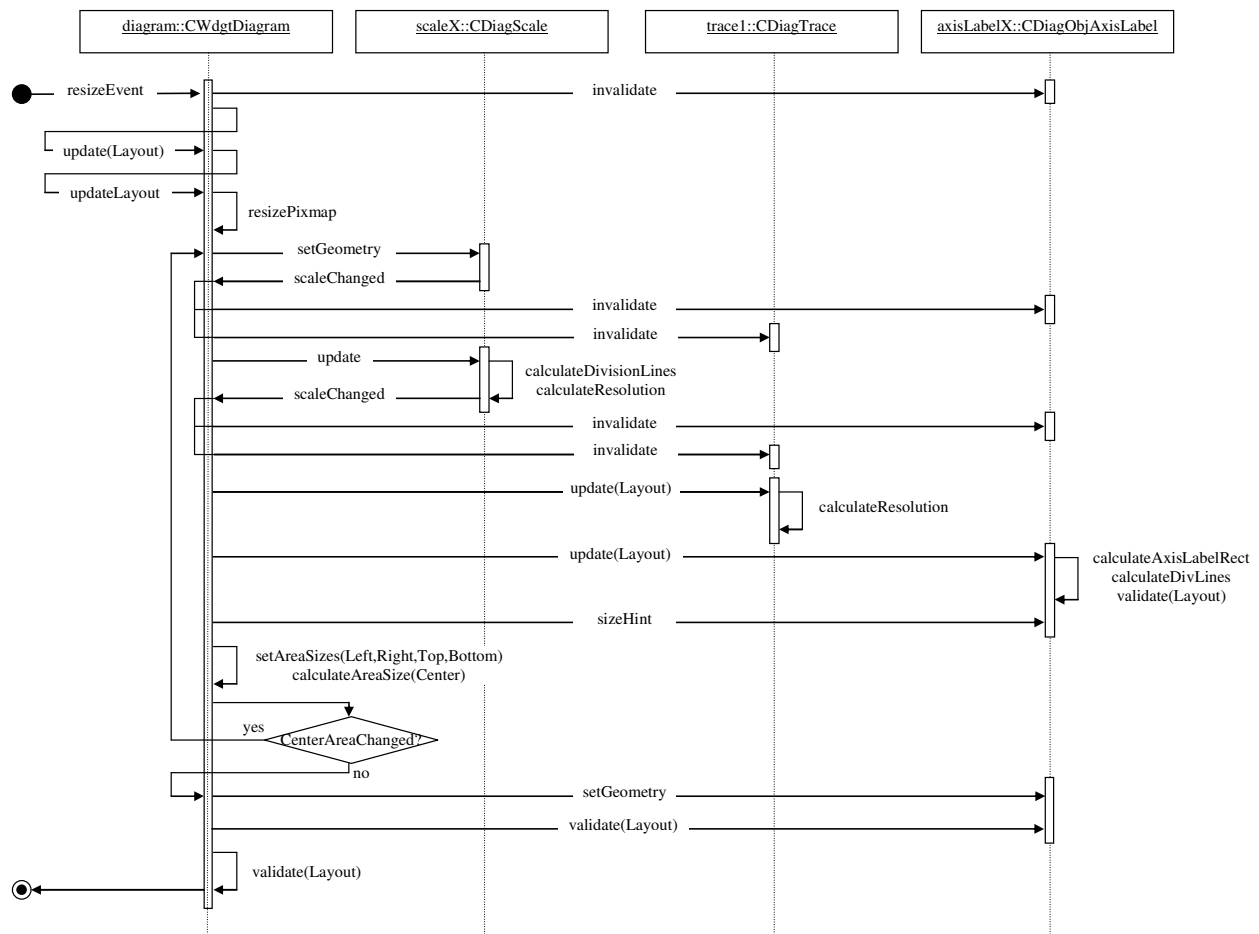 diagram::CWdgtDiagram
scaleX::CDiagScale
trace1::CDiagTrace
axisLabelX::CDiagObjAxisLabel
resizeEvent
invalidate
update(Layout)
updateLayout
resizePixmap
setGeometry
scaleChanged
invalidate
invalidate
update
calculateDivisionLines
calculateResolution
scaleChanged
invalidate
invalidate
update(Layout)
calculateResolution
update(Layout)
calculateAxisLabelRect
calculateDivLines
validate(Layout)
sizeHint
setAreaSizes(Left,Right,Top,Bottom)
calculateAreaSize(Center)
yes
CenterAreaChanged?
no
setGeometry
validate(Layout)
validate(Layout)